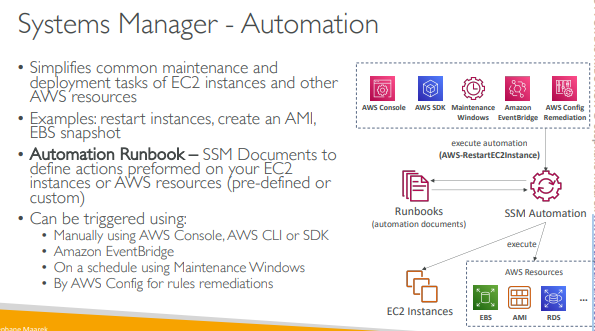 Systems Manager - Automation
• Simplifies common maintenance and
deployment tasks of EC2 instances and other
AWS resources
• Examples: restart instances, create an AMI,
EBS snapshot
• Automation Runbook – SSM Documents to
define actions preformed on your EC2
instances or AWS resources (pre-defined or
custom)
• Can be triggered using:
• Manually using AWS Console, AWS CLI or SDK
• Amazon EventBridge
• On a schedule using Maintenance Windows
• By AWS Config for rules remediations
AWS Console
AWS SDK
Maintenance
Windows
Amazon
EventBridge
AWS Config
Remediation
execute automation
(AWS-RestartEC2Instance)
Runbooks
(automation documents)
SSM Automation
execute
EC2 Instances
AWS Resources
EBS
AMI
RDS
...
phane Maarek